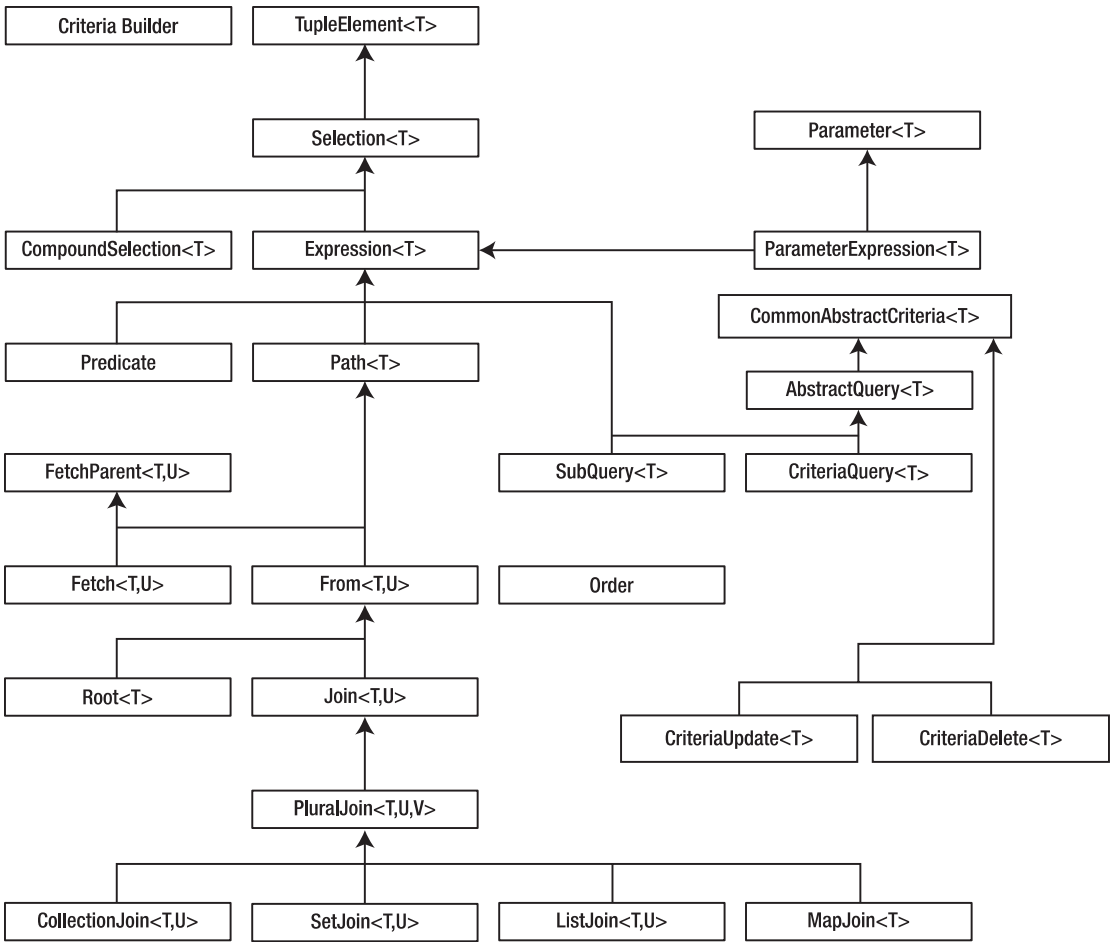 Criteria Builder
TupleElement<T>
Selection<T>
Parameter<T>
CompoundSelection<T>
Expression<T>
ParameterExpression<T>
CommonAbstractCriteria<T>
Predicate
Path<T>
AbstractQuery<T>
FetchParent<T,U>
SubQuery<T>
CriteriaQuery<T>
Fetch<T,U>
From<T,U>
Order
Root<T>
Join<T,U>
CriteriaUpdate<T>
CriteriaDelete<T>
PluralJoin<T,U,V>
CollectionJoin<T,U>
SetJoin<T,U>
ListJoin<T,U>
MapJoin<T>